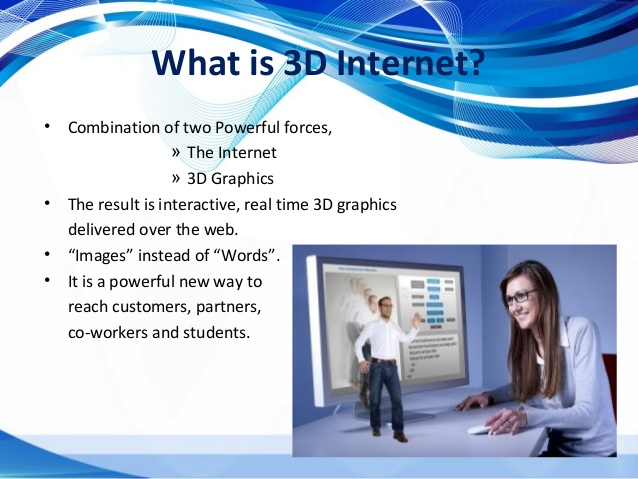 What is 3D Internet?
• Combination of two Powerful forces,
» The Internet
» 3D Graphics
• The result is interactive, real time 3D graphics
delivered over the web.
• “Images” instead of “Words”.
• It is a powerful new way to
reach customers, partners,
co-workers and students.